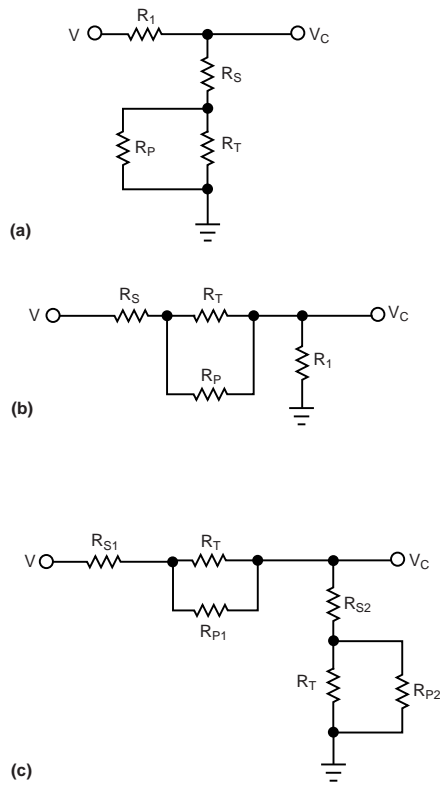 R1
V
VC
RS
RP
RT
(a)
RS
RT
V
VC
R1
RP
(b)
RS1
RT
V
VC
RP1
RS2
RT
RP2
(c)